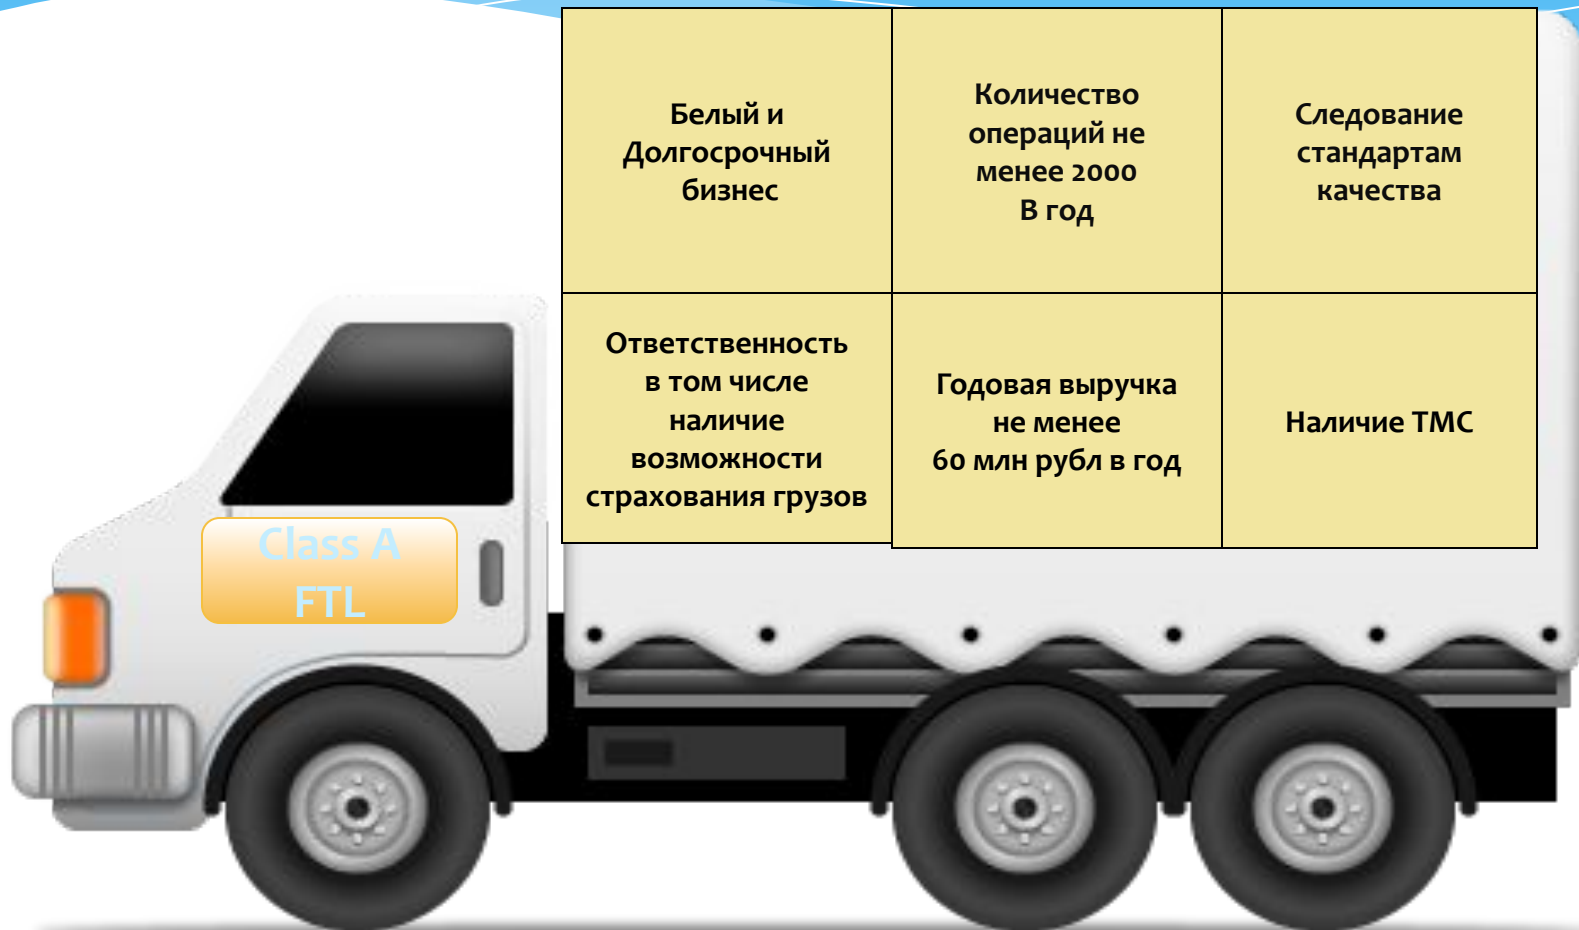 Белый и
Долгосрочный
бизнес
Количество
операций не
менее 2000
В год
Следование
стандартам
качества
Ответственность
в том числе
наличие
возможности
страхования грузов
Годовая выручка
не менее
60 млн рубл в год
Наличие ТМС
Class A
FTL